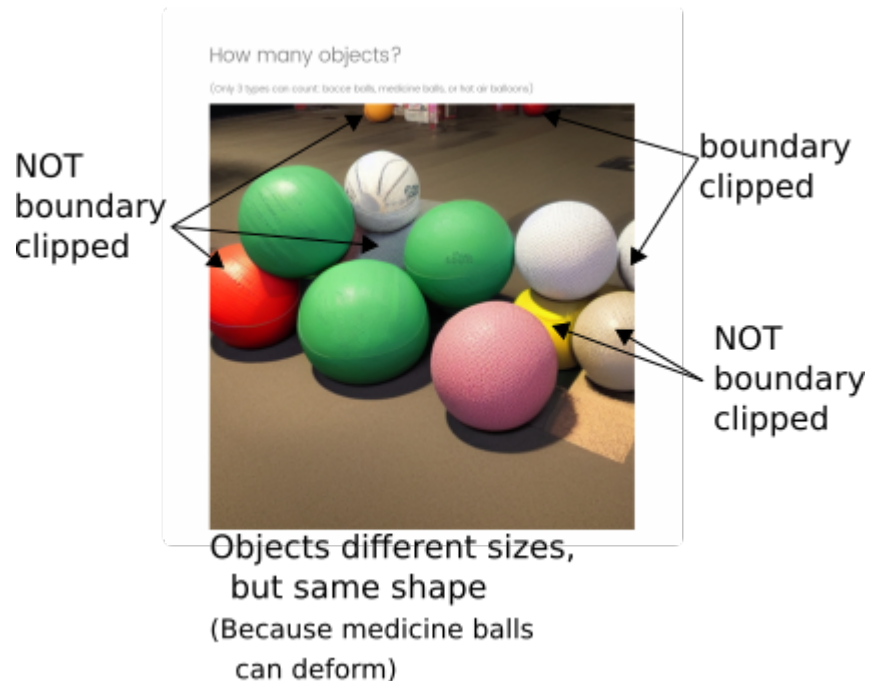 How many objects?
(Only 3 types can count: bocce balls, medicine balls, or hot air balloons)
NOT
boundary
clipped
boundary
clipped
NOT
boundary
clipped
Objects different sizes,
but same shape
(Because medicine balls
can deform)